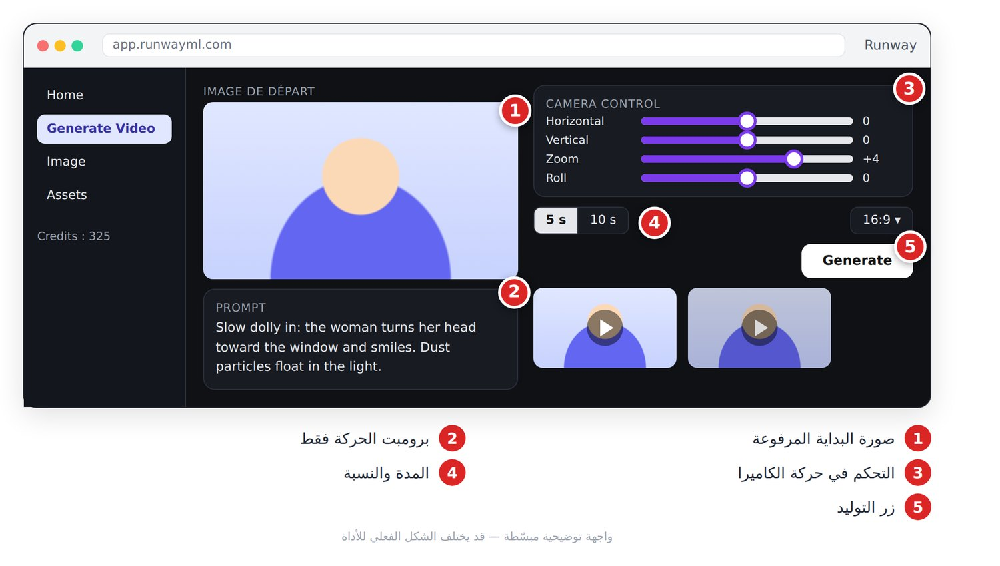 app.runwayml.com
Runway
Home
Generate Video
Image
Assets
Credits : 325
IMAGE DE DÉPART
1
PROMPT
2
Slow dolly in: the woman turns her head
toward the window and smiles. Dust
particles float in the light.
3
CAMERA CONTROL
Horizontal 0
Vertical 0
Zoom +4
Roll 0
5 s 10 s
4
16:9 ▾
Generate
5
1 صورة البداية المرفوعة
2 برومبت الحركة فقط
3 التحكم في حركة الكاميرا
4 المدة والنسبة
5 زر التوليد
واجهة توضيحية مبسّطة — قد يختلف الشكل الفعلي للأداة